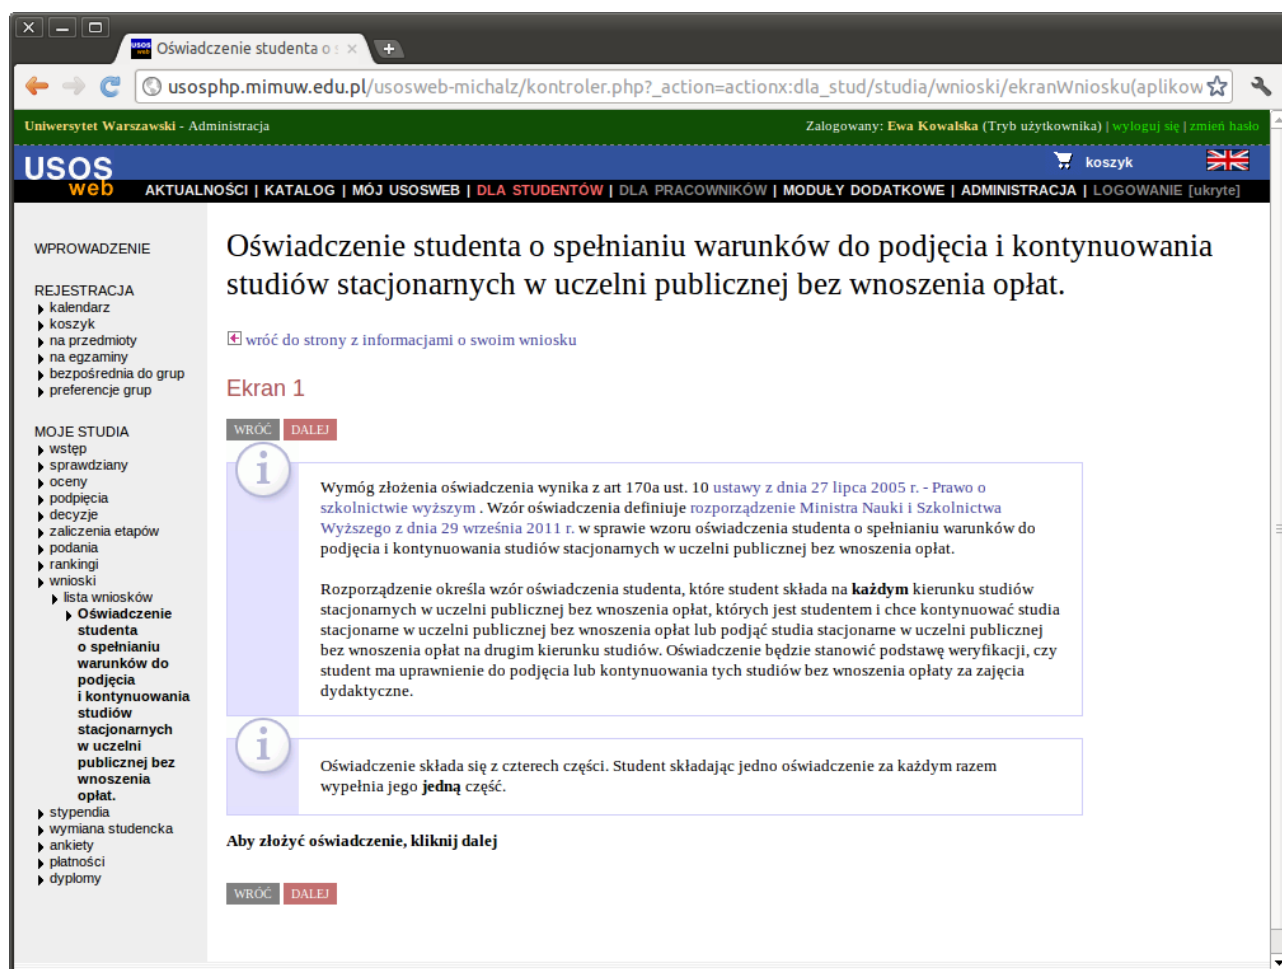 Oświadczenie studenta o s
usosphp.mimuw.edu.pl/usosweb-michalz/kontroler.php?_action=actionx:dla_stud/studia/wnioski/ekranWniosku(aplikow
Uniwersytet Warszawski - Administracja
Zalogowany: Ewa Kowalska (Tryb użytkownika) | wyloguj się | zmień hasło
USOS
web
koszyk
AKTUALNOŚCI | KATALOG | MÓJ USOSWEB | DLA STUDENTÓW | DLA PRACOWNIKÓW | MODUŁY DODATKOWE | ADMINISTRACJA | LOGOWANIE [ukryte]
WPROWADZENIE
REJESTRACJA
kalendarz
koszyk
na przedmioty
na egzaminy
bezpośrednia do grup
preferencje grup
MOJE STUDIA
wstęp
sprawdziany
oceny
podpięcia
decyzje
zaliczenia etapów
podania
rankingi
wnioski
lista wniosków
Oświadczenie
studenta
o spełnianiu
warunków do
podjęcia
i kontynuowania
studiów
stacjonarnych
w uczelni
publicznej bez
wnoszenia
opłat.
stypendia
wymiana studencka
ankiety
płatności
dyplomy
Oświadczenie studenta o spełnianiu warunków do podjęcia i kontynuowania
studiów stacjonarnych w uczelni publicznej bez wnoszenia opłat.
wróć do strony z informacjami o swoim wniosku
Ekran 1
WRÓĆ DALEJ
Wymóg złożenia oświadczenia wynika z art 170a ust. 10 ustawy z dnia 27 lipca 2005 r. - Prawo o
szkolnictwie wyższym . Wzór oświadczenia definiuje rozporządzenie Ministra Nauki i Szkolnictwa
Wyższego z dnia 29 września 2011 r. w sprawie wzoru oświadczenia studenta o spełnianiu warunków do
podjęcia i kontynuowania studiów stacjonarnych w uczelni publicznej bez wnoszenia opłat.
Rozporządzenie określa wzór oświadczenia studenta, które student składa na każdym kierunku studiów
stacjonarnych w uczelni publicznej bez wnoszenia opłat, których jest studentem i chce kontynuować studia
stacjonarne w uczelni publicznej bez wnoszenia opłat lub podjąć studia stacjonarne w uczelni publicznej
bez wnoszenia opłat na drugim kierunku studiów. Oświadczenie będzie stanowić podstawę weryfikacji, czy
student ma uprawnienie do podjęcia lub kontynuowania tych studiów bez wnoszenia opłaty za zajęcia
dydaktyczne.
Oświadczenie składa się z czterech części. Student składając jedno oświadczenie za każdym razem
wypełnia jego jedną część.
Aby złożyć oświadczenie, kliknij dalej
WRÓĆ DALEJ